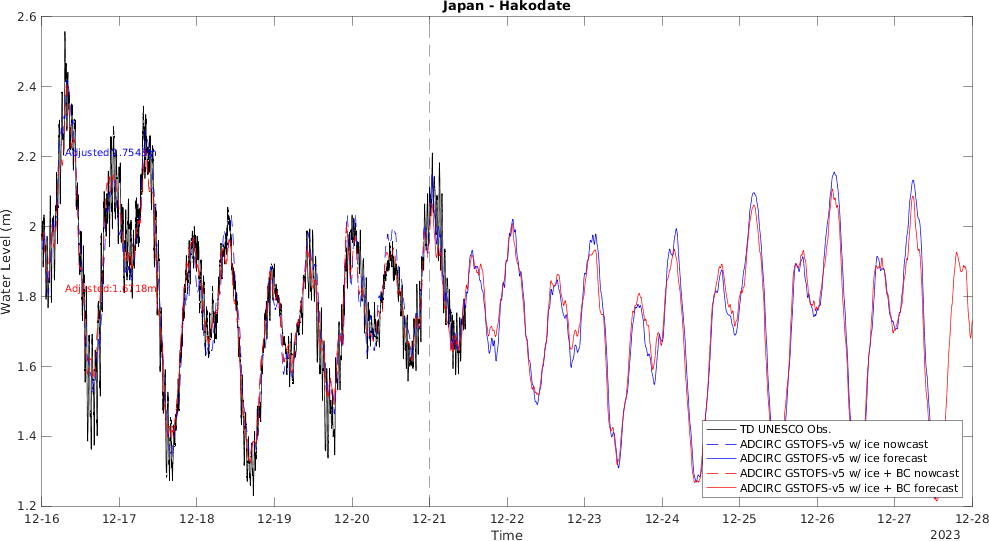 Japan - Hakodate
Water Level (m)
2.6
2.4
2.2
2
1.8
1.6
1.4
1.2
12-16
12-17
12-18
12-19
12-20
12-21
12-22
12-23
12-24
12-25
12-26
12-27
12-28
Time
2023
TD UNESCO Obs.
ADCIRC GSTOFS-v5 w/ ice nowcast
ADCIRC GSTOFS-v5 w/ ice forecast
ADCIRC GSTOFS-v5 w/ ice + BC nowcast
ADCIRC GSTOFS-v5 w/ ice + BC forecast